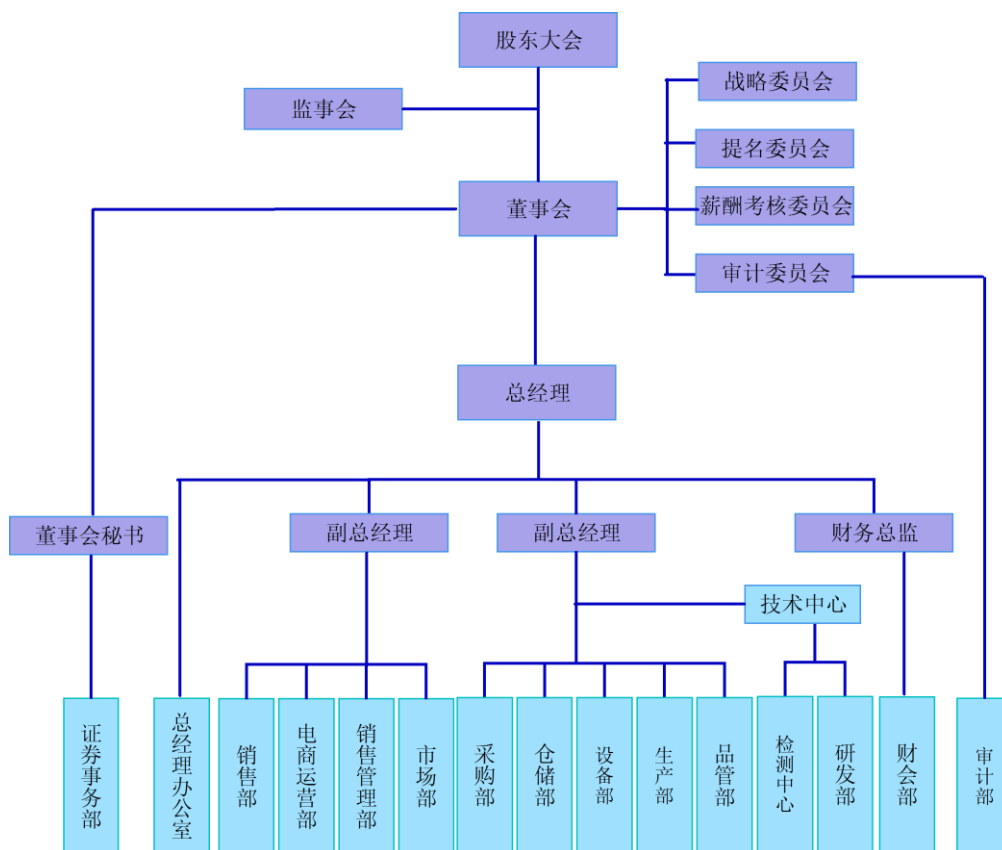 股东大会
战略委员会
监事会
提名委员会
董事会
薪酬考核委员会
审计委员会
总经理
董事会秘书
副总经理
副总经理
财务总监
技术中心
证券事务部
总经理办公室
销售部
电商运营部
销售管理部
市场部
采购部
仓储部
设备部
生产部
品管部
检测中心
研发部
财会部
审计部